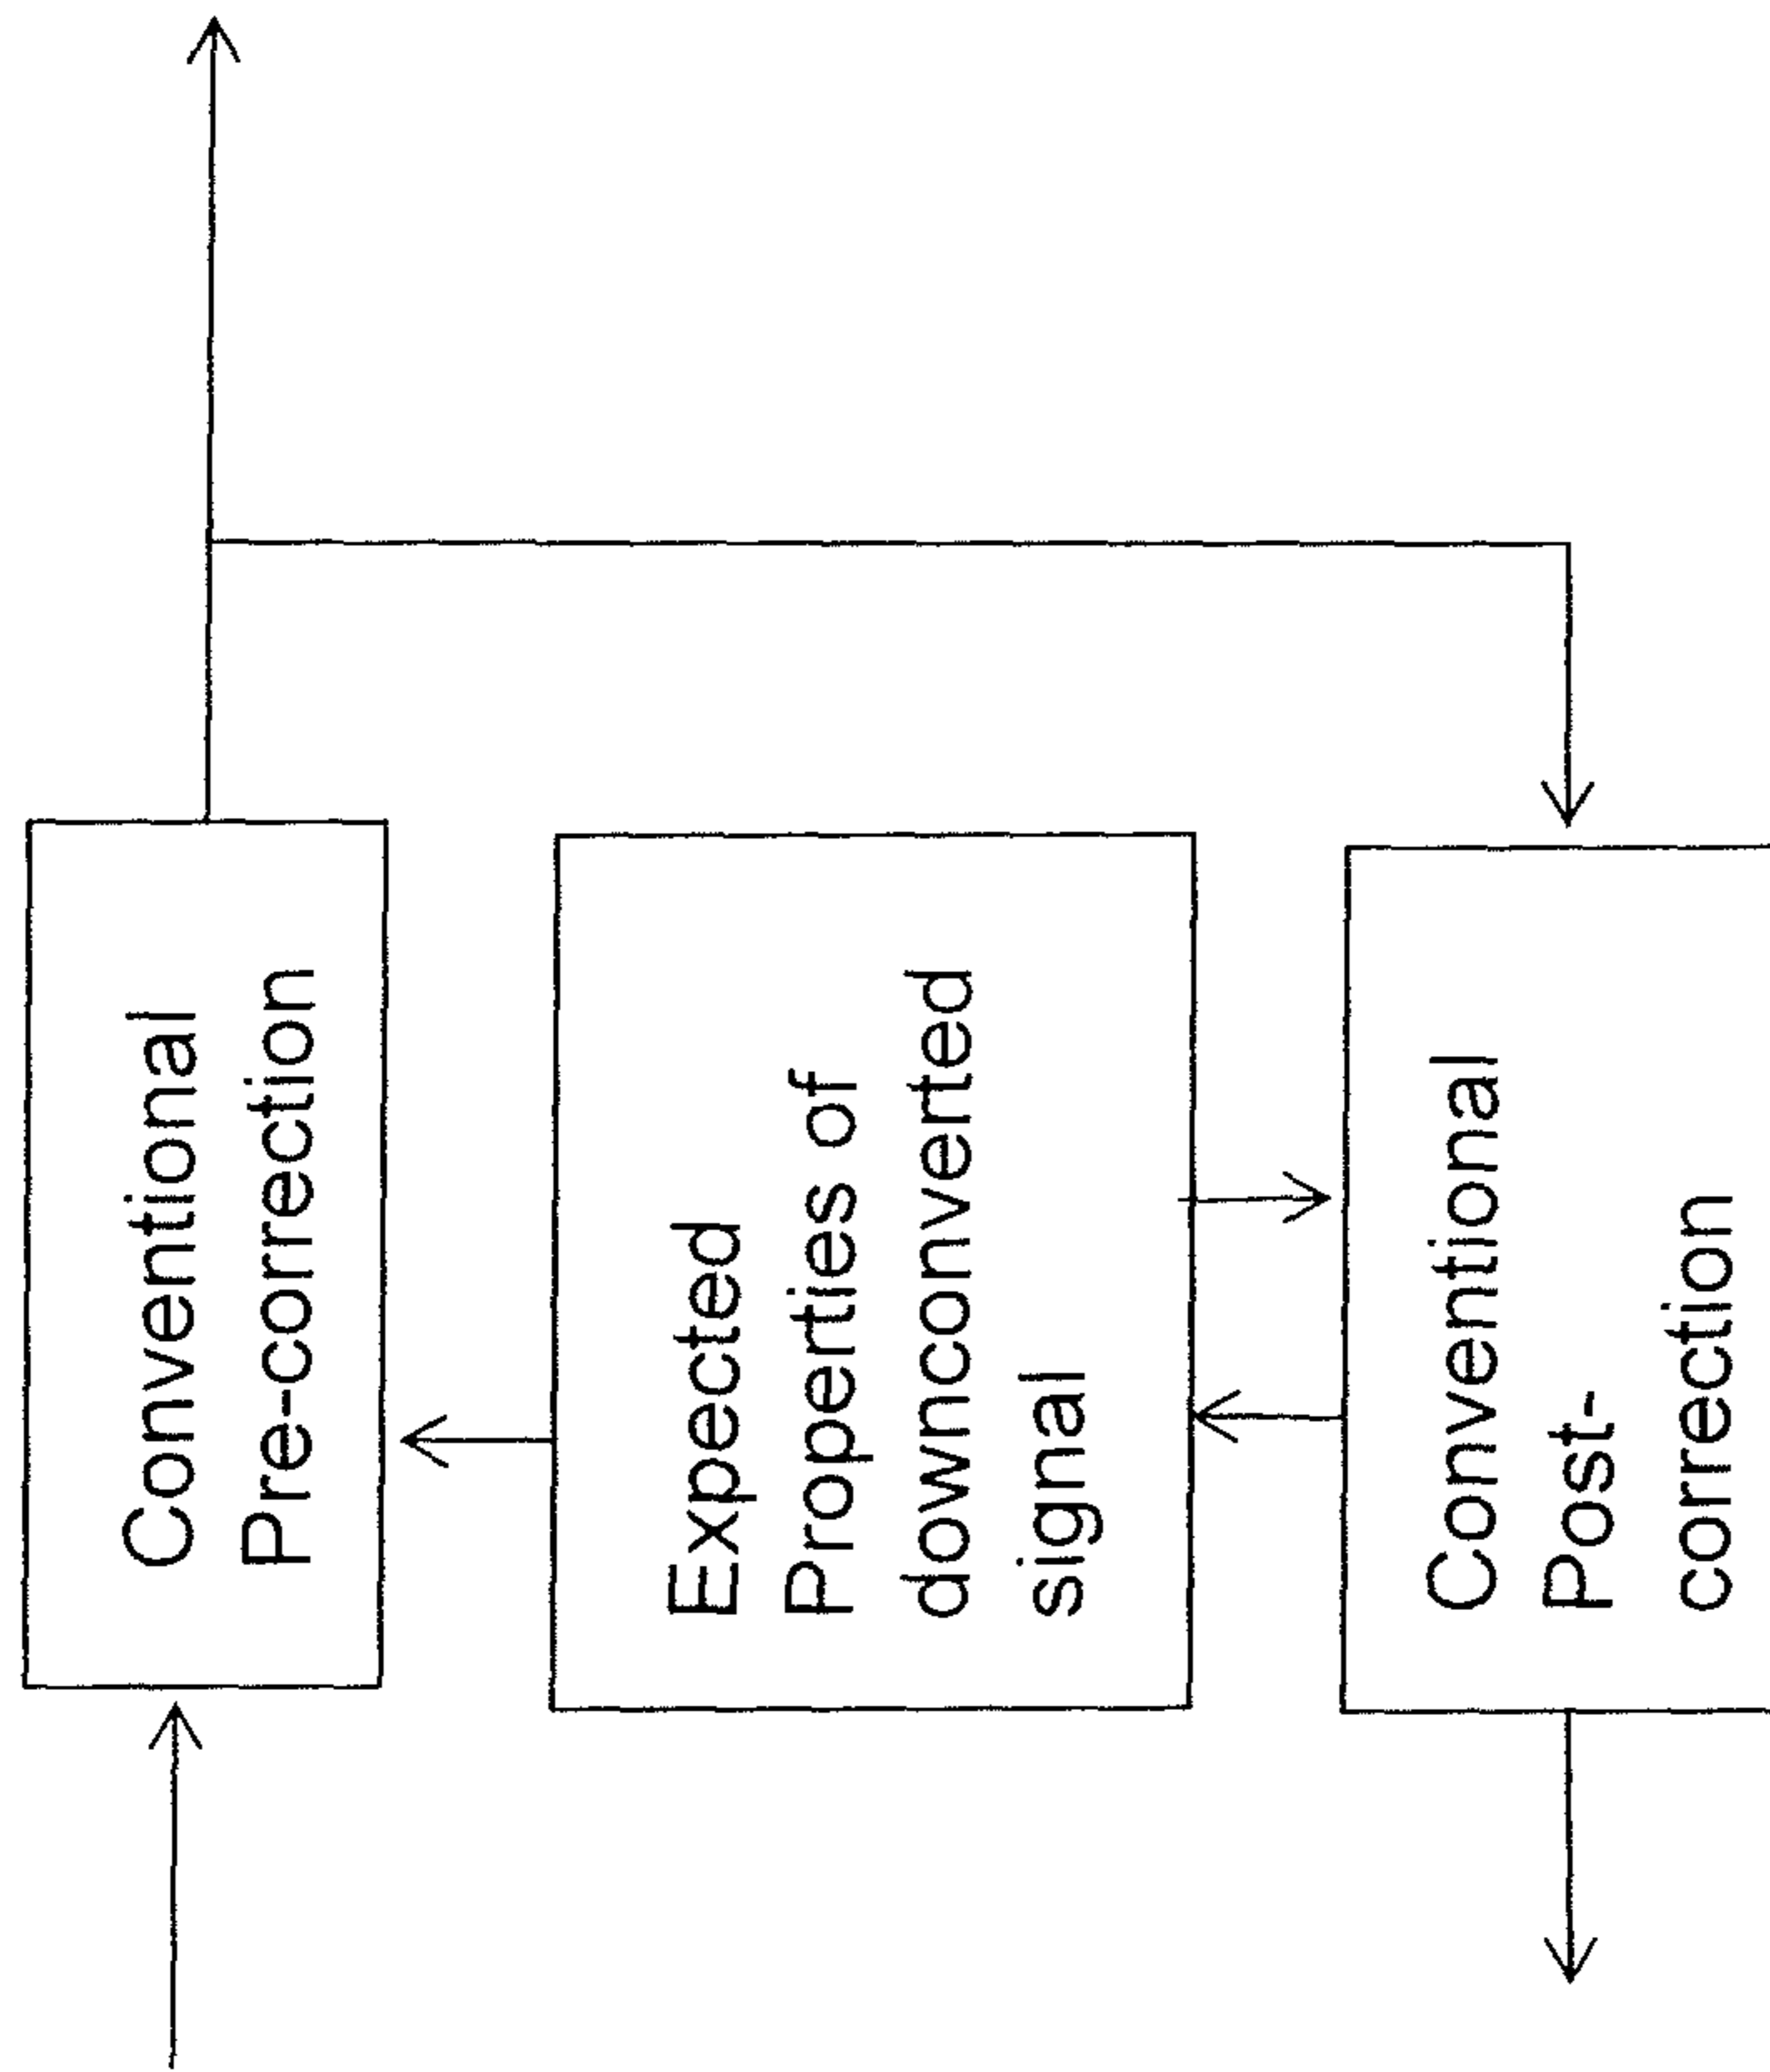 Conventional
Pre-correction
Expected
Properties of
downconverted
signal
Conventional
Post-
correction